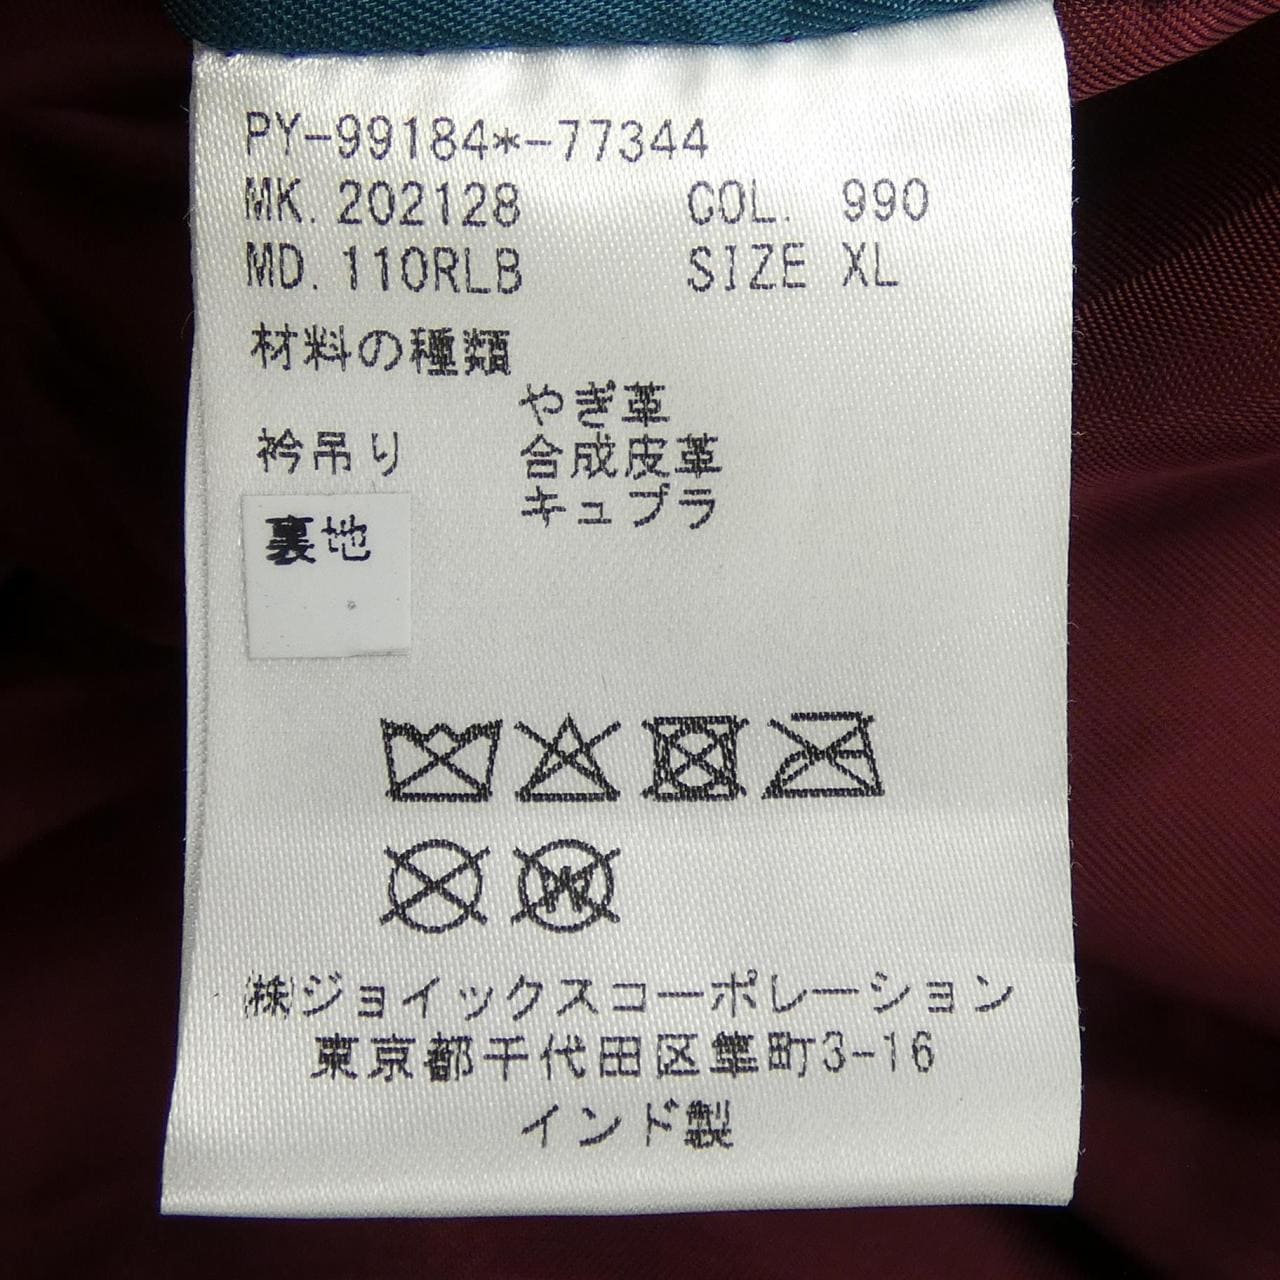 PY-99184*-77344
MK. 202128 COL. 990
MD. 110RLB SIZE XL
材料の種類
やぎ革
衿吊り 合成皮革
裏地 キュプラ
W
㈱ジョイックスコーポレーション
東京都千代田区隼町3-16
インド製